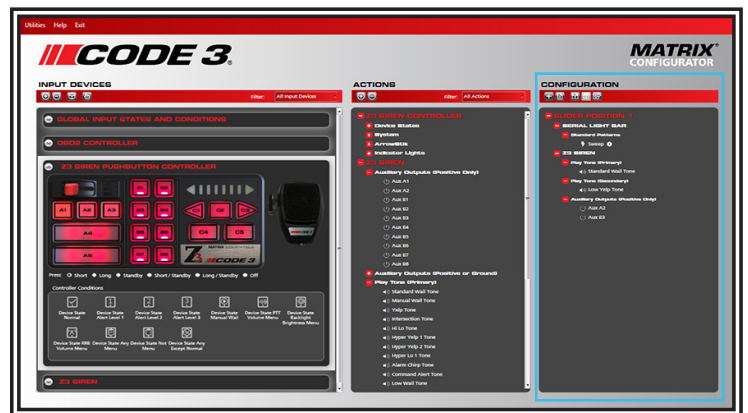 Utilities Help Exit
CODE 3®
MATRIX®
CONFIGURATOR
INPUT DEVICES
Filter: All Input Devices
GLOBAL INPUT STATES AND CONDITIONS
OBD2 CONTROLLER
Z3 SIREN PUSHBUTTON CONTROLLER
A1 A2 A3
A4
A5
C1 C2 C3
C4 C5
MATRIX COMPATIBLE
Z3 CODE 3
Press: Short Long Standby Short / Standby Long / Standby Off
Controller Conditions
Device State Normal
Device State Alert Level 1
Device State Alert Level 2
Device State Alert Level 3
Device State Manual Wail
Device State PTT Volume Menu
Device State Backlight Brightness Menu
Device State RRB Volume Menu
Device State Any Menu
Device State Not Menu
Device State Any Except Normal
Z3 SIREN
ACTIONS
Filter: All Actions
Z3 SIREN CONTROLLER
Device States
System
ArrowStik
Indicator Lights
Z3 SIREN
Auxiliary Outputs (Positive Only)
Aux A1
Aux A2
Aux B1
Aux B2
Aux B3
Aux B4
Aux B5
Aux B6
Aux B7
Aux B8
Auxiliary Outputs (Positive or Ground)
Play Tone (Primary)
Standard Wail Tone
Manual Wail Tone
Yelp Tone
Intersection Tone
Hi Lo Tone
Hyper Yelp 1 Tone
Hyper Yelp 2 Tone
Hyper Lo 1 Tone
Alarm Chirp Tone
Command Alert Tone
Low Wail Tone
CONFIGURATION
SLIDER POSITION 1
SERIAL LIGHT BAR
Standard Patterns
Sweep
Z3 SIREN
Play Tone (Primary)
Standard Wail Tone
Play Tone (Secondary)
Low Yelp Tone
Auxiliary Outputs (Positive Only)
Aux A2
Aux B3